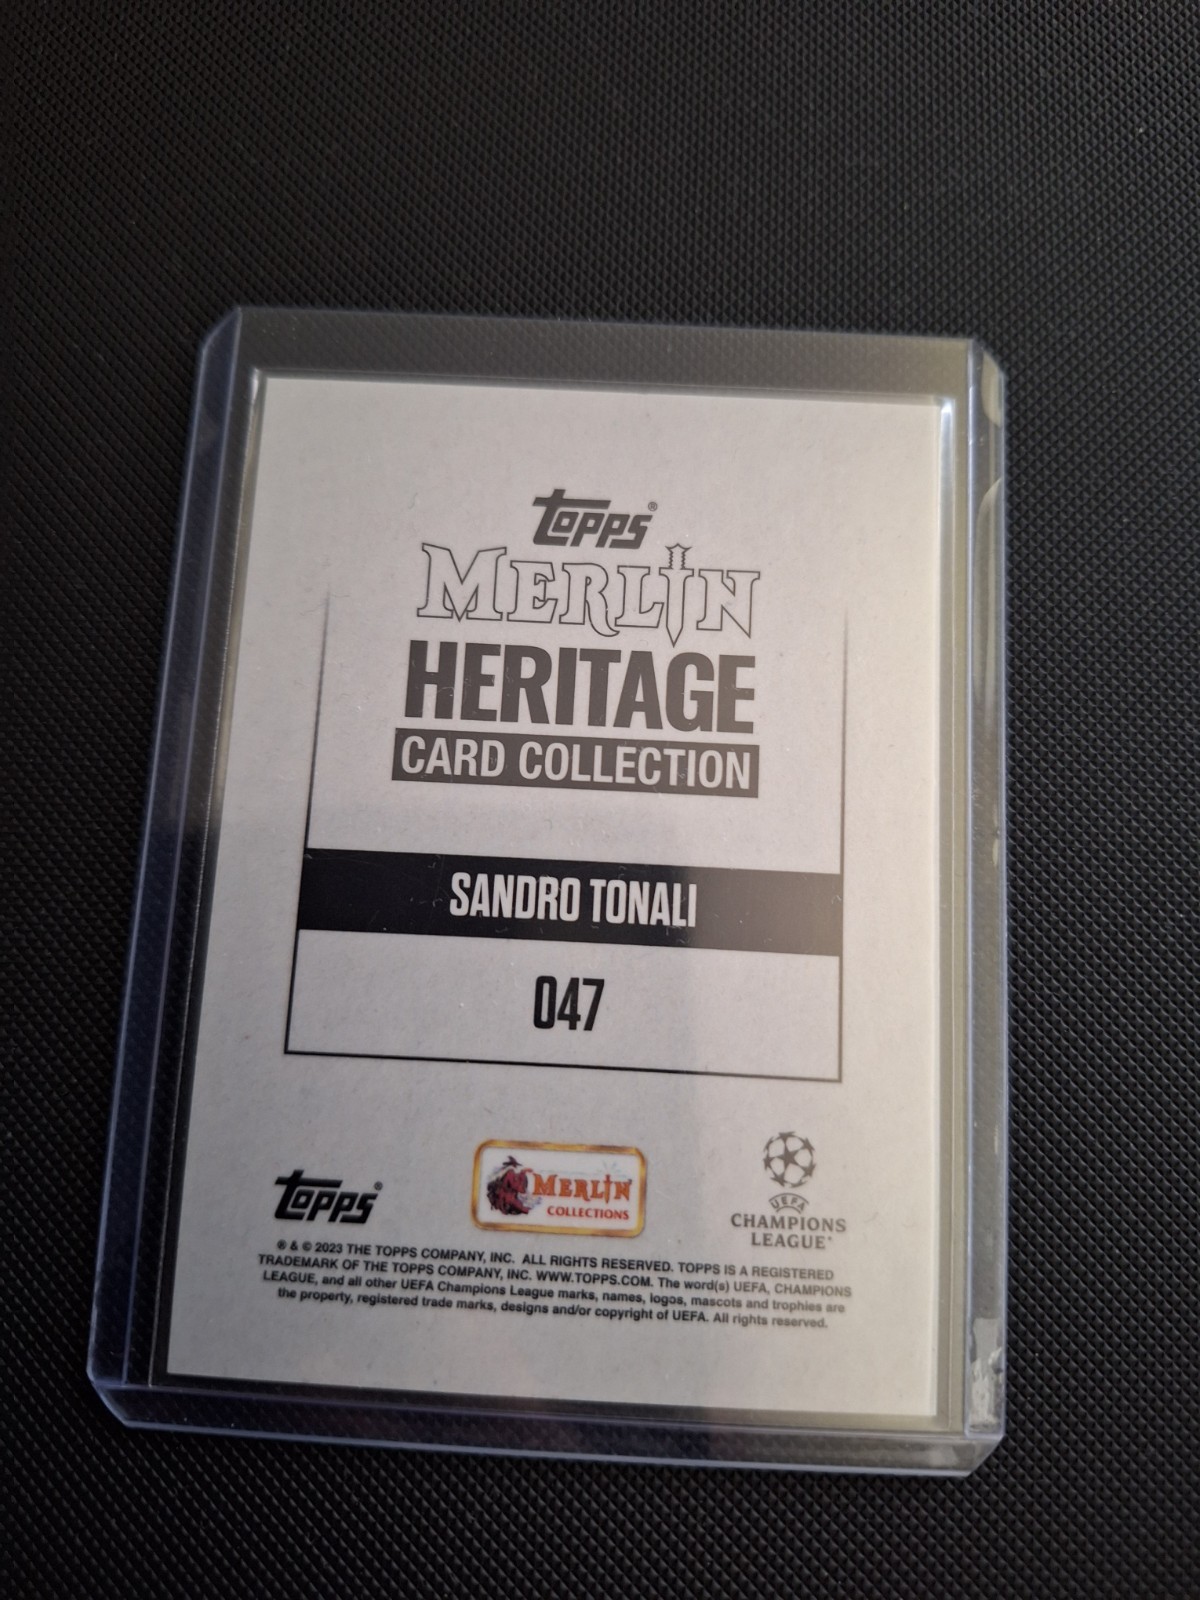 TOPPS®
MERLIN
HERITAGE
CARD COLLECTION
SANDRO TONALI
047
TOPPS®
MERLIN
COLLECTIONS
UEFA
CHAMPIONS
LEAGUE®
® & © 2023 THE TOPPS COMPANY, INC. ALL RIGHTS RESERVED. TOPPS IS A REGISTERED
TRADEMARK OF THE TOPPS COMPANY, INC. WWW.TOPPS.COM. The word(s) UEFA, CHAMPIONS
LEAGUE, and all other UEFA Champions League marks, names, logos, mascots and trophies are
the property, registered trade marks, designs and/or copyright of UEFA. All rights reserved.